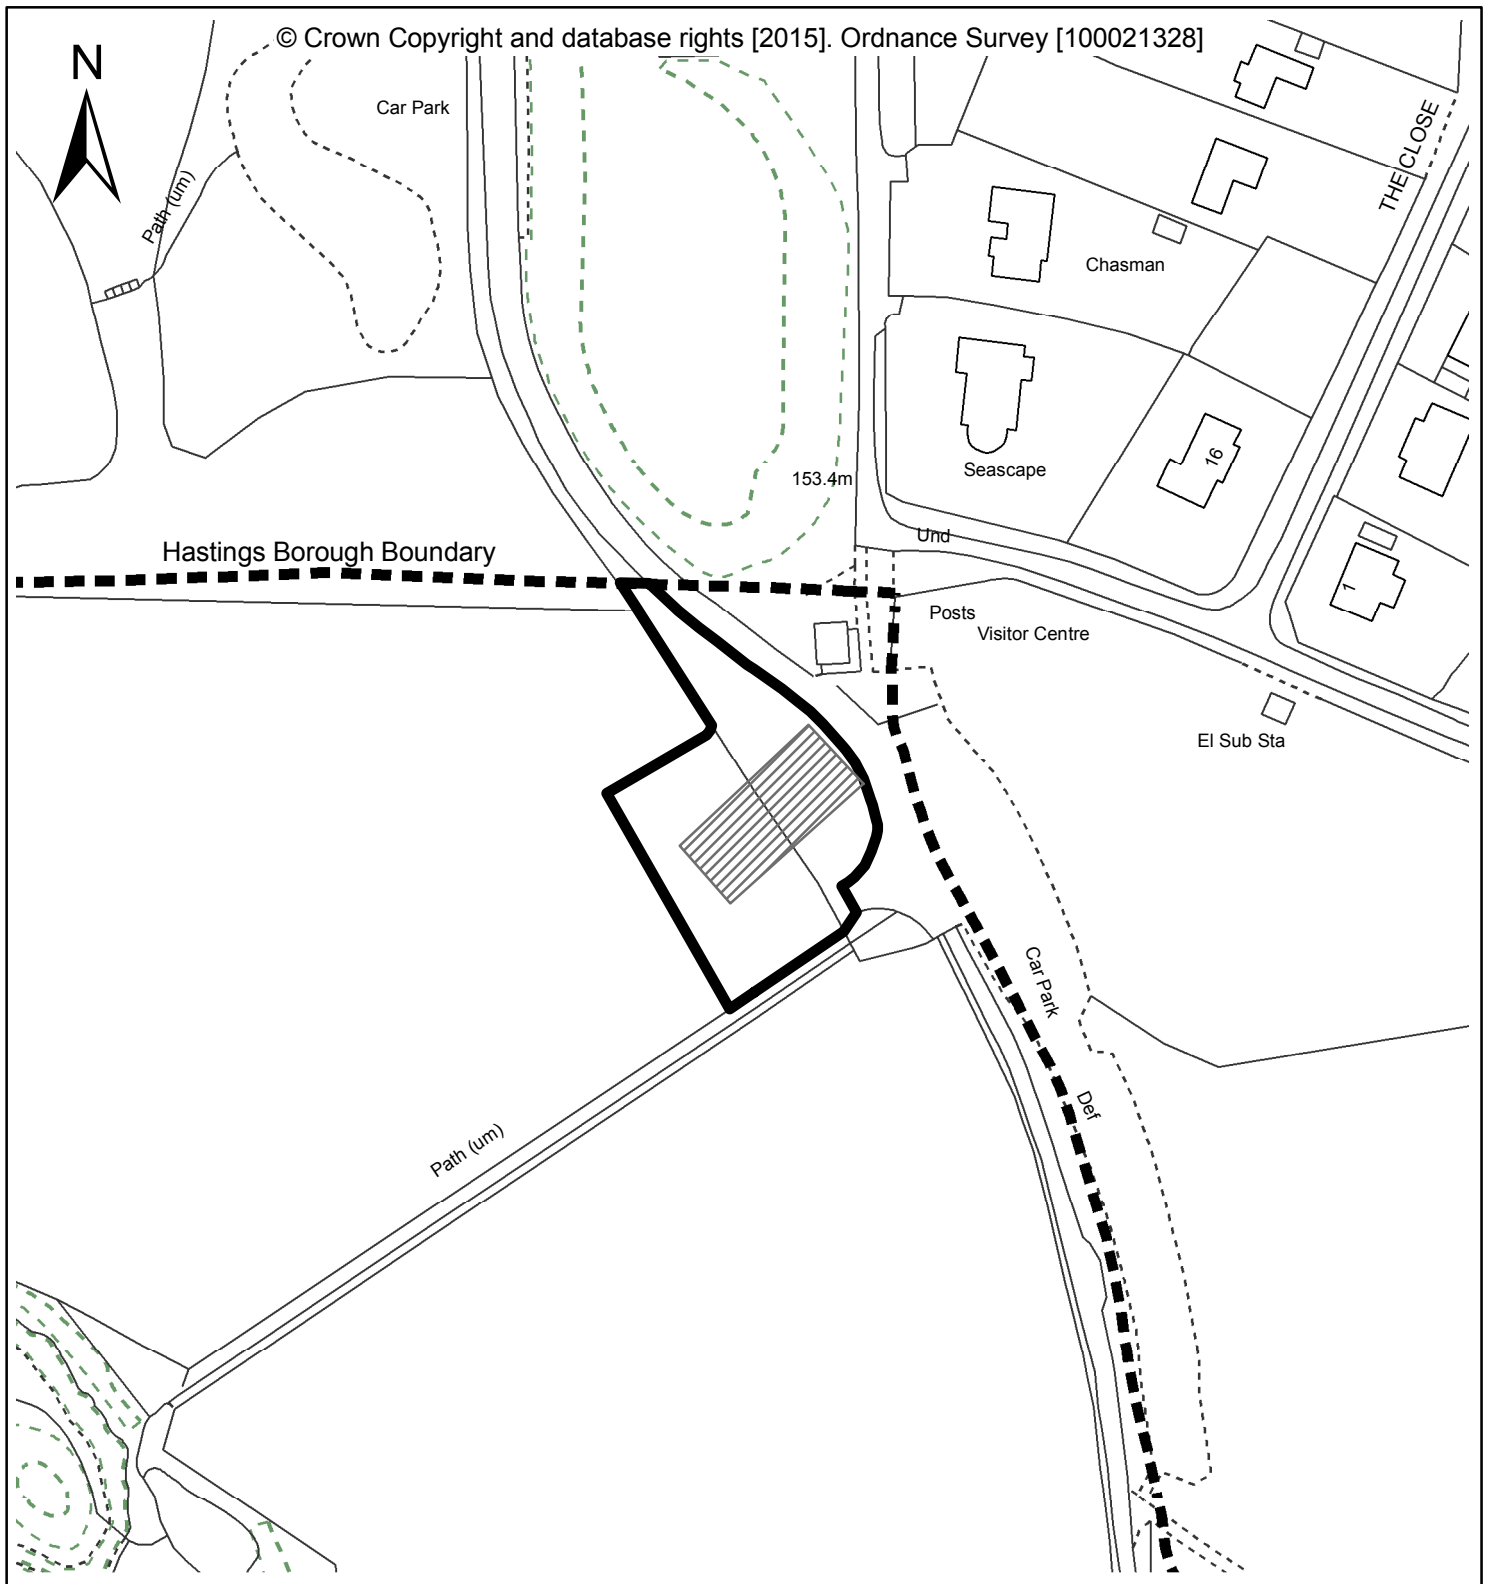 © Crown Copyright and database rights [2015]. Ordnance Survey [100021328]
N
Car Park
THE CLOSE
Path (um)
Chasman
Seascape
16
153.4m
Und
Hastings Borough Boundary
1
Posts
Visitor Centre
El Sub Sta
Car Park
Def
Path (um)